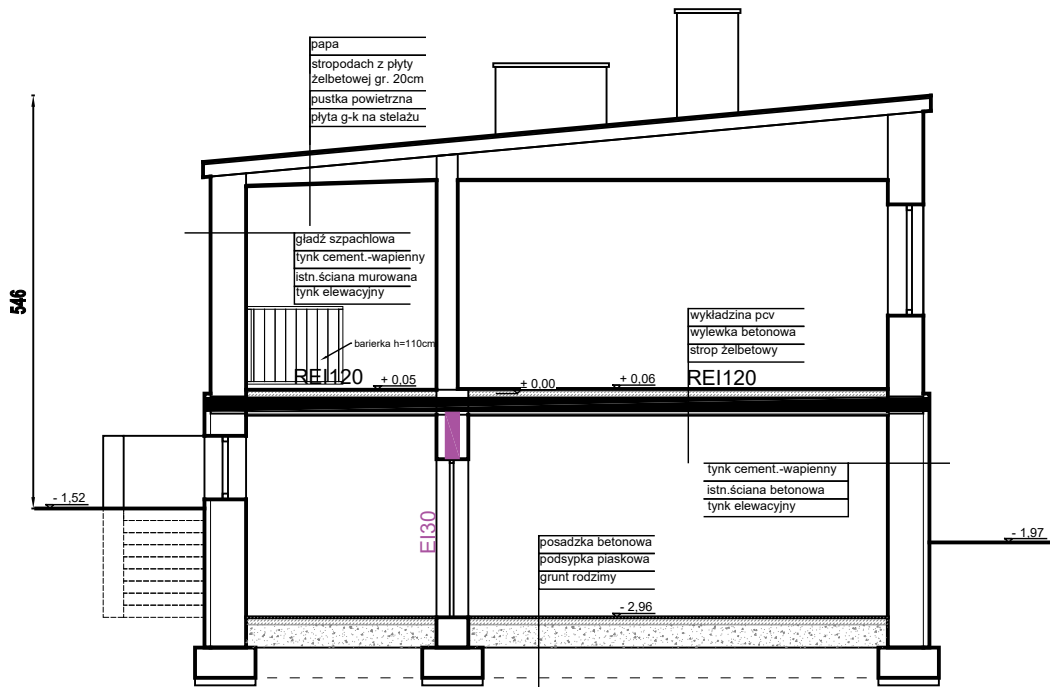 papa
stropodach z płyty
żelbetowej gr. 20cm
pustka powietrzna
płyta g-k na stelażu
gładź szpachlowa
tynk cement.-wapienny
istn.ściana murowana
tynk elewacyjny
546
barierka h=110cm
wykładzina pcv
wylewka betonowa
strop żelbetowy
REI120
+ 0,05
± 0,00
+ 0,06
REI120
tynk cement.-wapienny
istn.ściana betonowa
tynk elewacyjny
- 1,52
EI30
posadzka betonowa
podsypka piaskowa
grunt rodzimy
- 1,97
- 2,96